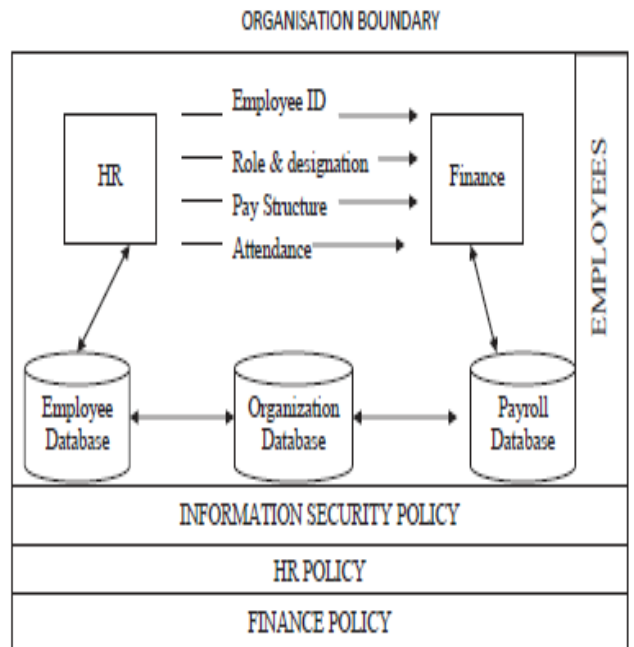 ORGANISATION BOUNDARY
HR
Employee ID
Role & designation
Pay Structure
Attendance
Finance
EMPLOYEES
Employee
Database
Organization
Database
Payroll
Database
INFORMATION SECURITY POLICY
HR POLICY
FINANCE POLICY